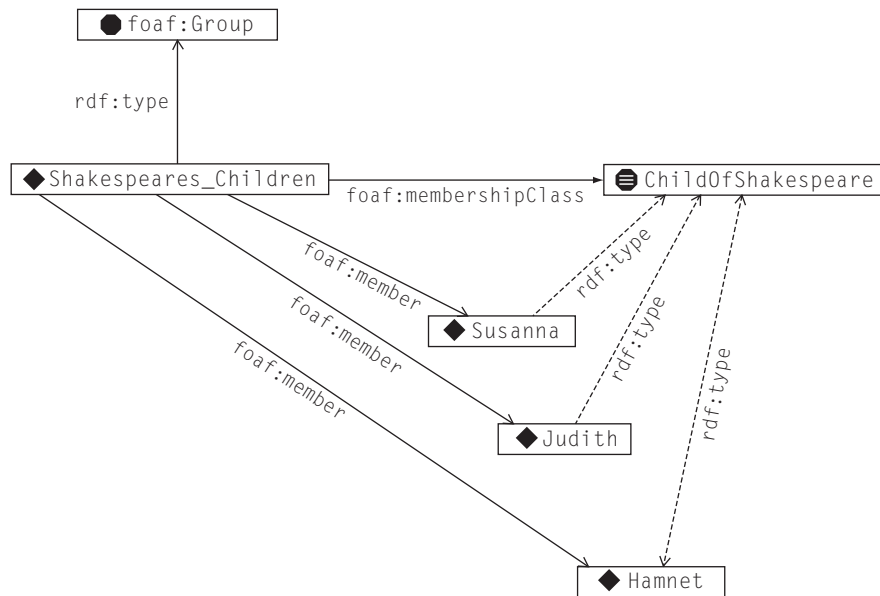 foaf:Group
rdf:type
Shakespeares_Children
ChildOfShakespeare
foaf:membershipClass
foaf:member
rdf:type
foaf:member
Susanna
rdf:type
foaf:member
rdf:type
Judith
Hamnet